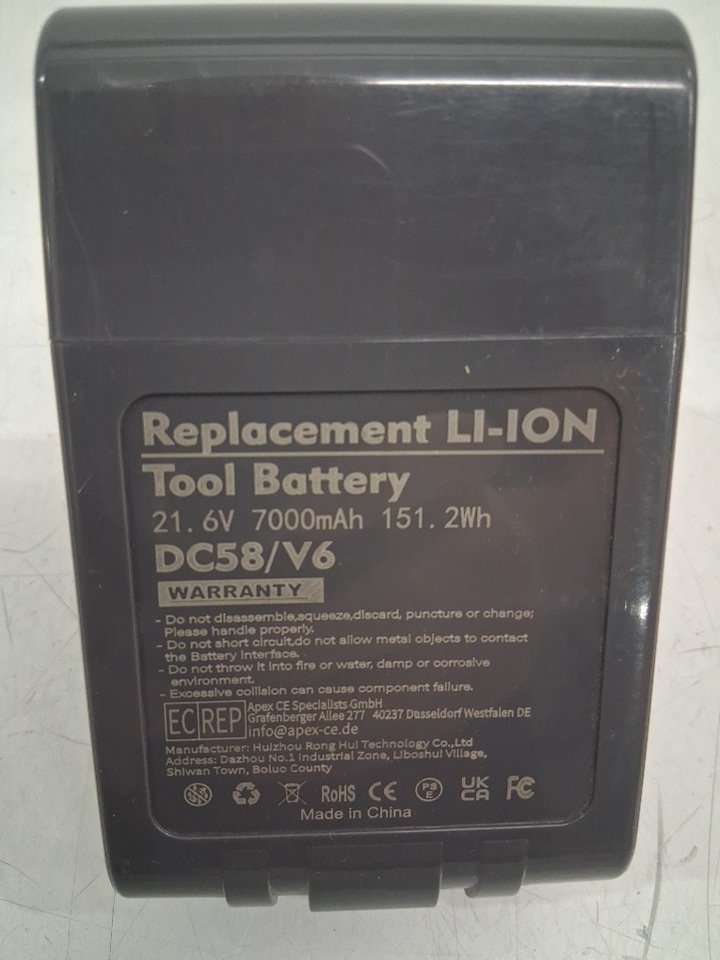 Replacement LI-ION
Tool Battery
21.6V 7000mAh 151.2Wh
DC58/V6
WARRANTY
- Do not disassemble,squeeze,discard, puncture or change;
Please handle properly.
- Do not short circuit,do not allow metal objects to contact
the Battery interface.
- Do not throw it into fire or water, damp or corrosive
environment.
- Excessive collision can cause component failure.
EC REP
Apex CE Specialists GmbH
Grafenberger Allee 277 40237 Düsseldorf Westfalen DE
info@apex-ce.de
Manufacturer: Huizhou Rong Hui Technology Co.,Ltd
Address: Dazhou No.1 Industrial Zone, Liboshui Village,
Shiwan Town, Boluo County
RoHS CE PSE UKCA FC
Made in China